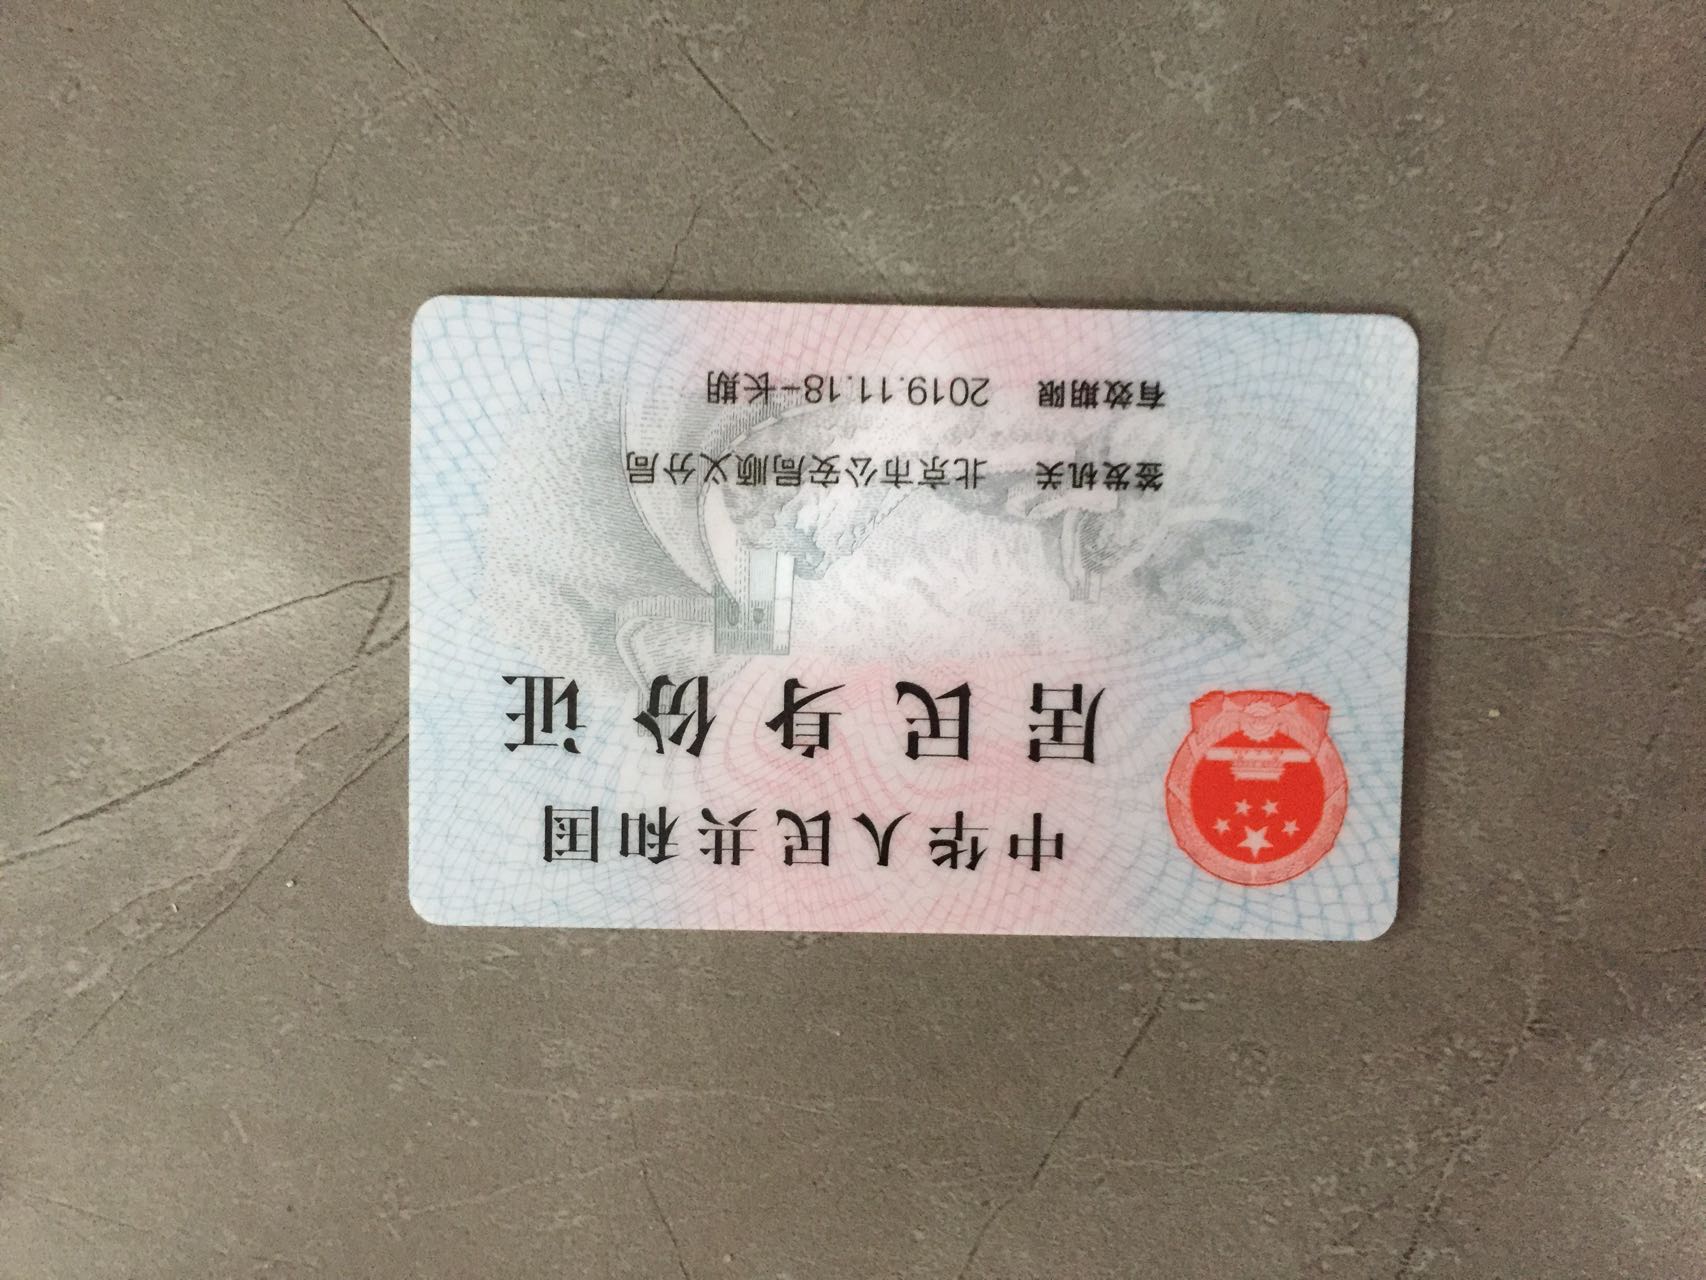 中华人民共和国
居民身份证
签发机关 北京市公安局顺义分局
有效期限 2019.11.18-长期